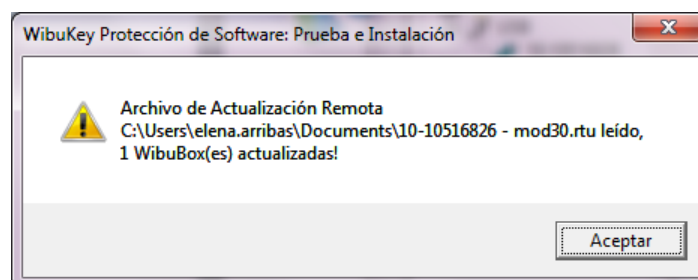 WibuKey Protección de Software: Prueba e Instalación
Archivo de Actualización Remota
C:\Users\elena.arribas\Documents\10-10516826 - mod30.rtu leído,
1 WibuBox(es) actualizadas!
Aceptar